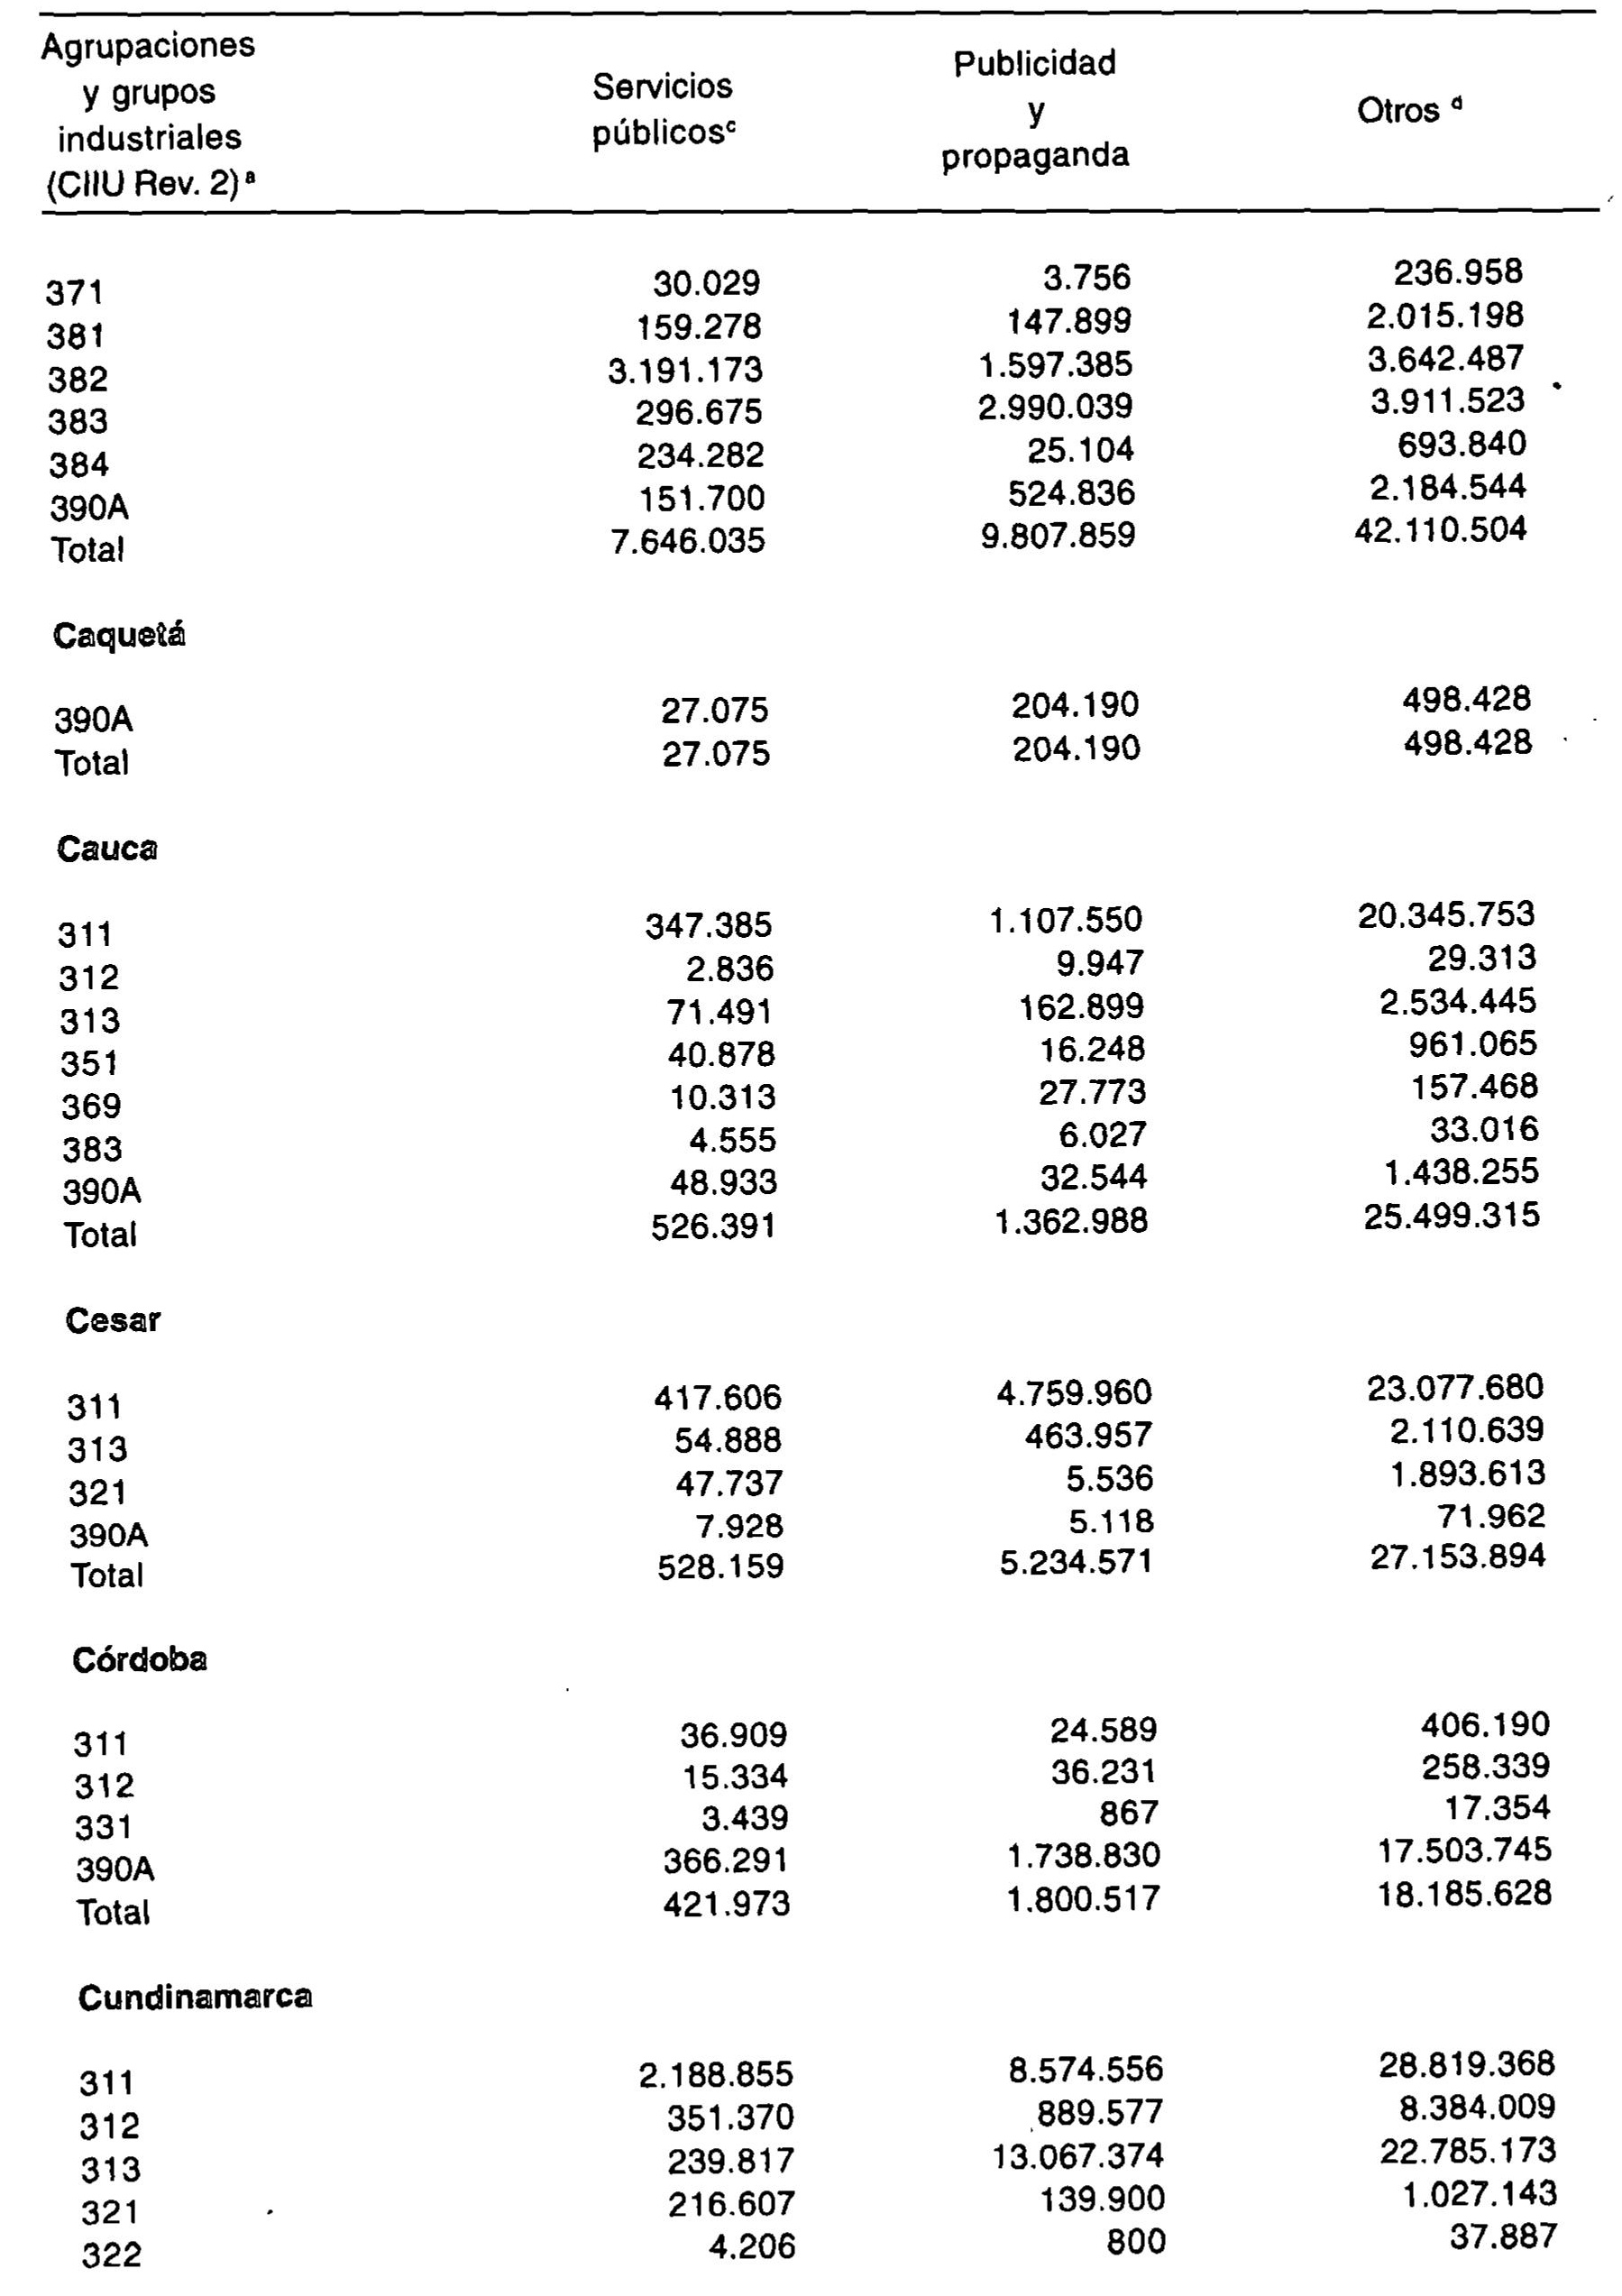 Agrupaciones
y grupos
industriales
(CIIU Rev. 2) a
Servicios
públicos c
Publicidad
y
propaganda
Otros d
371 30.029 3.756 236.958
381 159.278 147.899 2.015.198
382 3.191.173 1.597.385 3.642.487
383 296.675 2.990.039 3.911.523
384 234.282 25.104 693.840
390A 151.700 524.836 2.184.544
Total 7.646.035 9.807.859 42.110.504
Caquetá
390A 27.075 204.190 498.428
Total 27.075 204.190 498.428
Cauca
311 347.385 1.107.550 20.345.753
312 2.836 9.947 29.313
313 71.491 162.899 2.534.445
351 40.878 16.248 961.065
369 10.313 27.773 157.468
383 4.555 6.027 33.016
390A 48.933 32.544 1.438.255
Total 526.391 1.362.988 25.499.315
Cesar
311 417.606 4.759.960 23.077.680
313 54.888 463.957 2.110.639
321 47.737 5.536 1.893.613
390A 7.928 5.118 71.962
Total 528.159 5.234.571 27.153.894
Córdoba
311 36.909 24.589 406.190
312 15.334 36.231 258.339
331 3.439 867 17.354
390A 366.291 1.738.830 17.503.745
Total 421.973 1.800.517 18.185.628
Cundinamarca
311 2.188.855 8.574.556 28.819.368
312 351.370 889.577 8.384.009
313 239.817 13.067.374 22.785.173
321 216.607 139.900 1.027.143
322 4.206 800 37.887